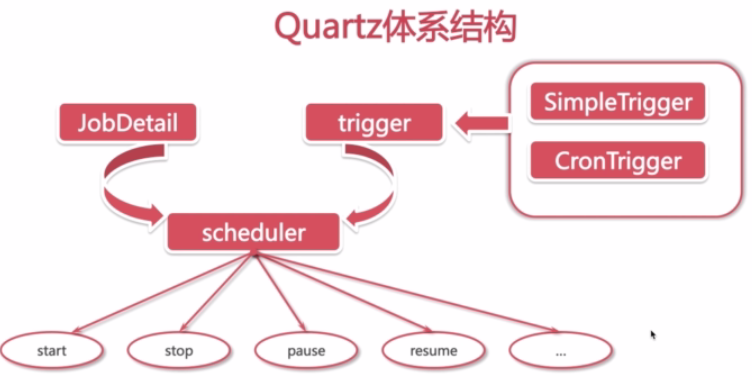 Quartz体系结构
SimpleTrigger
JobDetail
trigger
CronTrigger
scheduler
start
stop
pause
resume
...